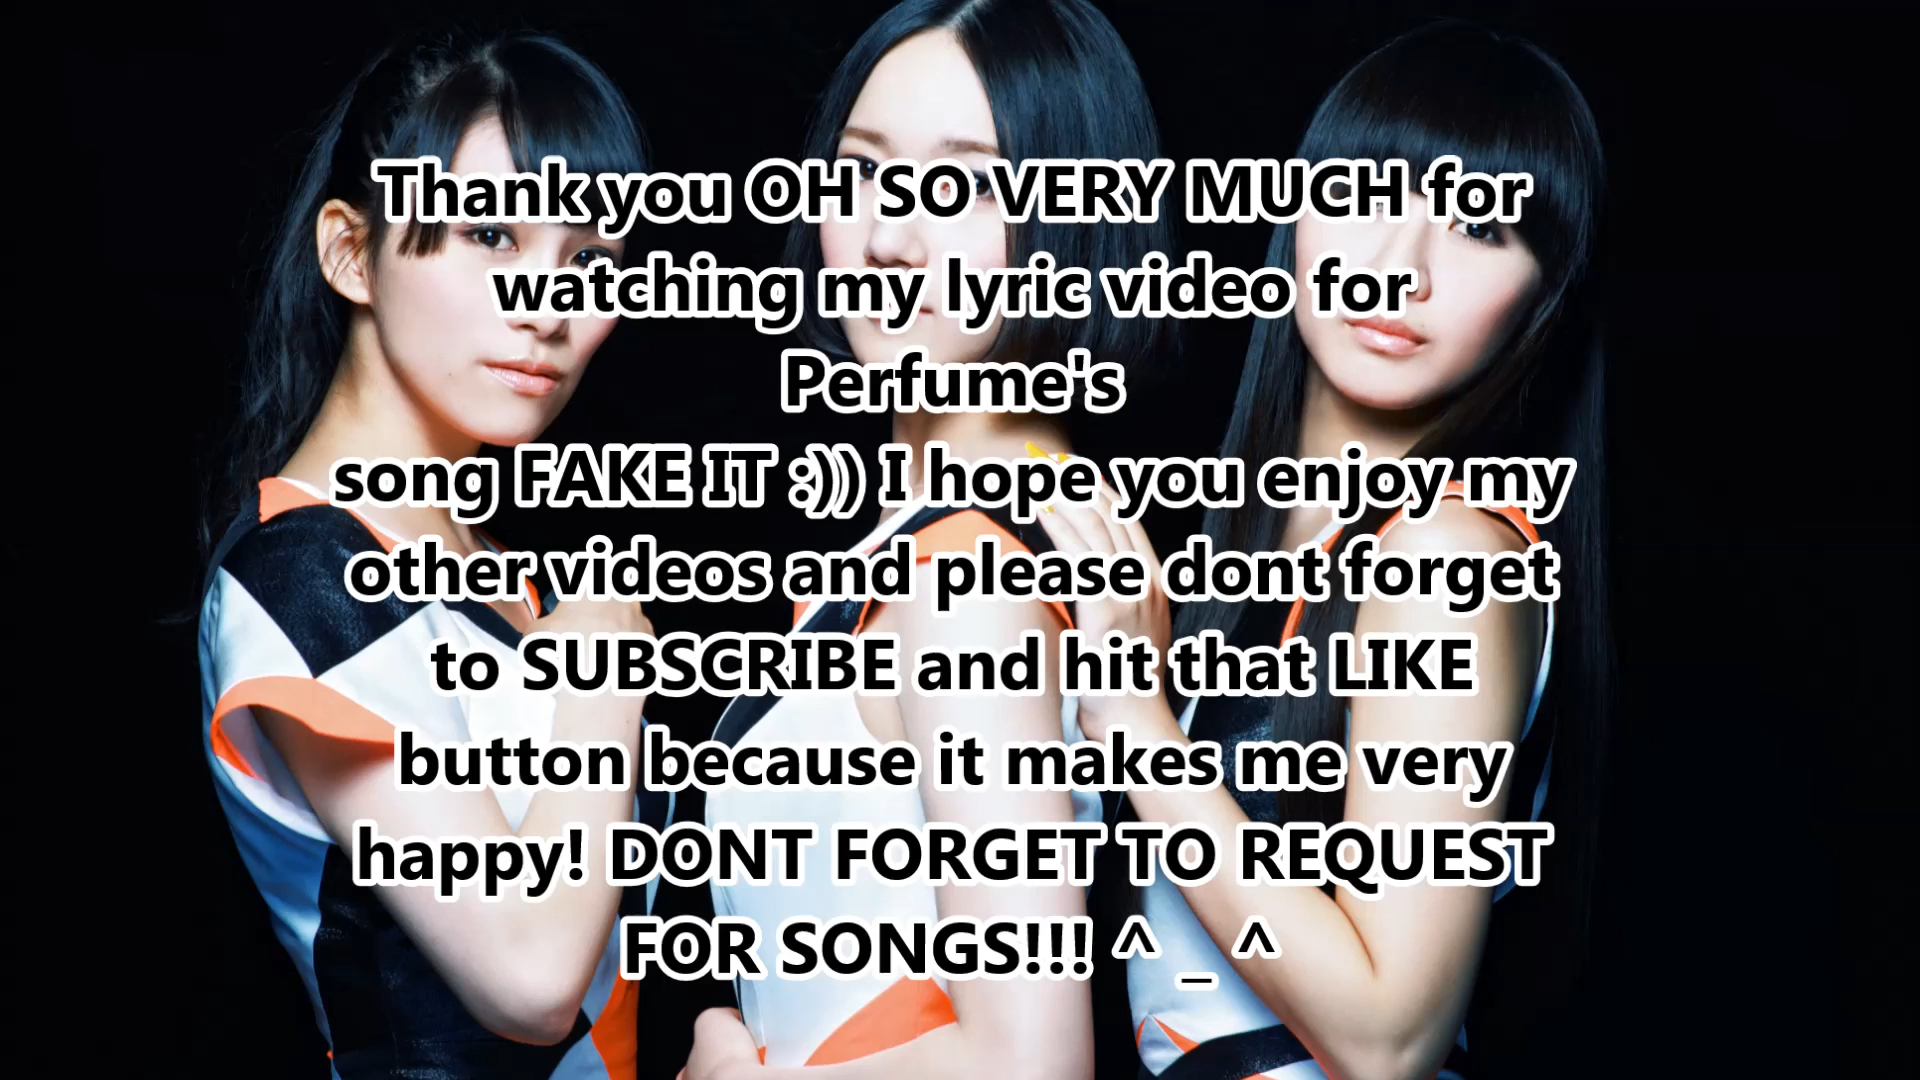 Thank you OH SO VERY MUCH for
watching my lyric video for
Perfume's
song FAKE IT :)) I hope you enjoy my
other videos and please dont forget
to SUBSCRIBE and hit that LIKE
button because it makes me very
happy! DONT FORGET TO REQUEST
FOR SONGS!!! ^ _ ^